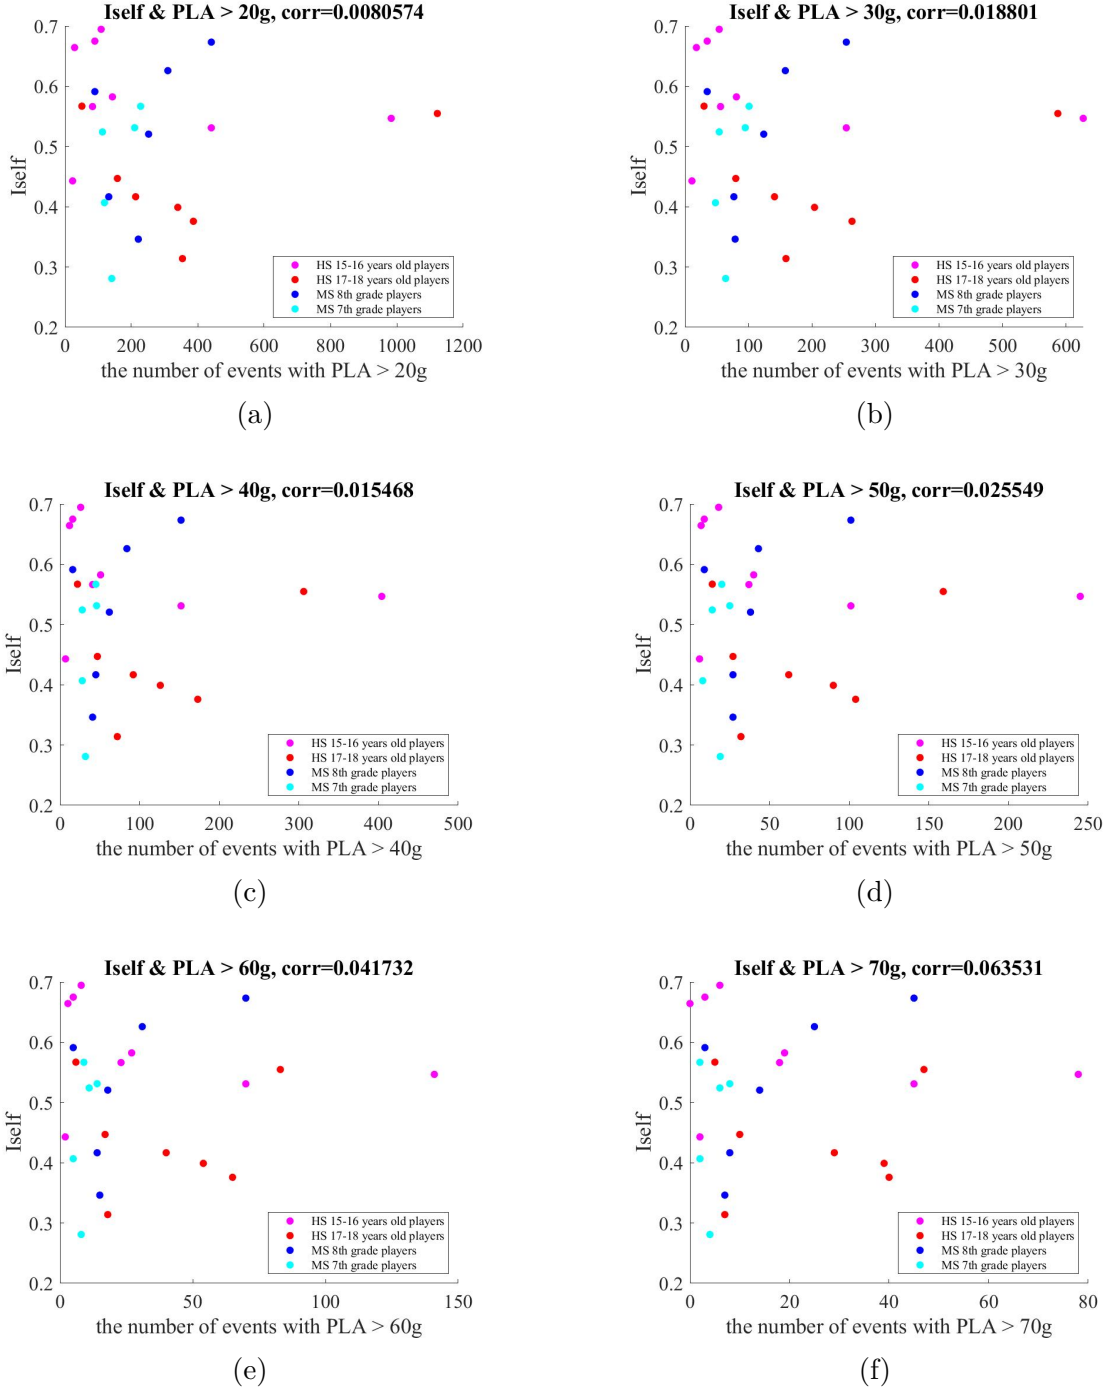 Iself & PLA > 20g, corr=0.0080574
0.7
0.6
0.5
0.4
0.3
0.2
Iself
HS 15-16 years old players
HS 17-18 years old players
MS 8th grade players
MS 7th grade players
0 200 400 600 800 1000 1200
the number of events with PLA > 20g
(a)
Iself & PLA > 30g, corr=0.018801
0.7
0.6
0.5
0.4
0.3
0.2
Iself
HS 15-16 years old players
HS 17-18 years old players
MS 8th grade players
MS 7th grade players
0 100 200 300 400 500 600
the number of events with PLA > 30g
(b)
Iself & PLA > 40g, corr=0.015468
0.7
0.6
0.5
0.4
0.3
0.2
Iself
HS 15-16 years old players
HS 17-18 years old players
MS 8th grade players
MS 7th grade players
0 100 200 300 400 500
the number of events with PLA > 40g
(c)
Iself & PLA > 50g, corr=0.025549
0.7
0.6
0.5
0.4
0.3
0.2
Iself
HS 15-16 years old players
HS 17-18 years old players
MS 8th grade players
MS 7th grade players
0 50 100 150 200 250
the number of events with PLA > 50g
(d)
Iself & PLA > 60g, corr=0.041732
0.7
0.6
0.5
0.4
0.3
0.2
Iself
HS 15-16 years old players
HS 17-18 years old players
MS 8th grade players
MS 7th grade players
0 50 100 150
the number of events with PLA > 60g
(e)
Iself & PLA > 70g, corr=0.063531
0.7
0.6
0.5
0.4
0.3
0.2
Iself
HS 15-16 years old players
HS 17-18 years old players
MS 8th grade players
MS 7th grade players
0 20 40 60 80
the number of events with PLA > 70g
(f)